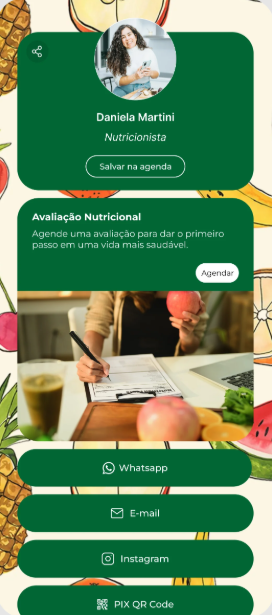 Daniela Martini
Nutricionista
Salvar na agenda
Avaliação Nutricional
Agende uma avaliação para dar o primeiro
passo em uma vida mais saudável.
Agendar
Whatsapp
E-mail
Instagram
PIX QR Code